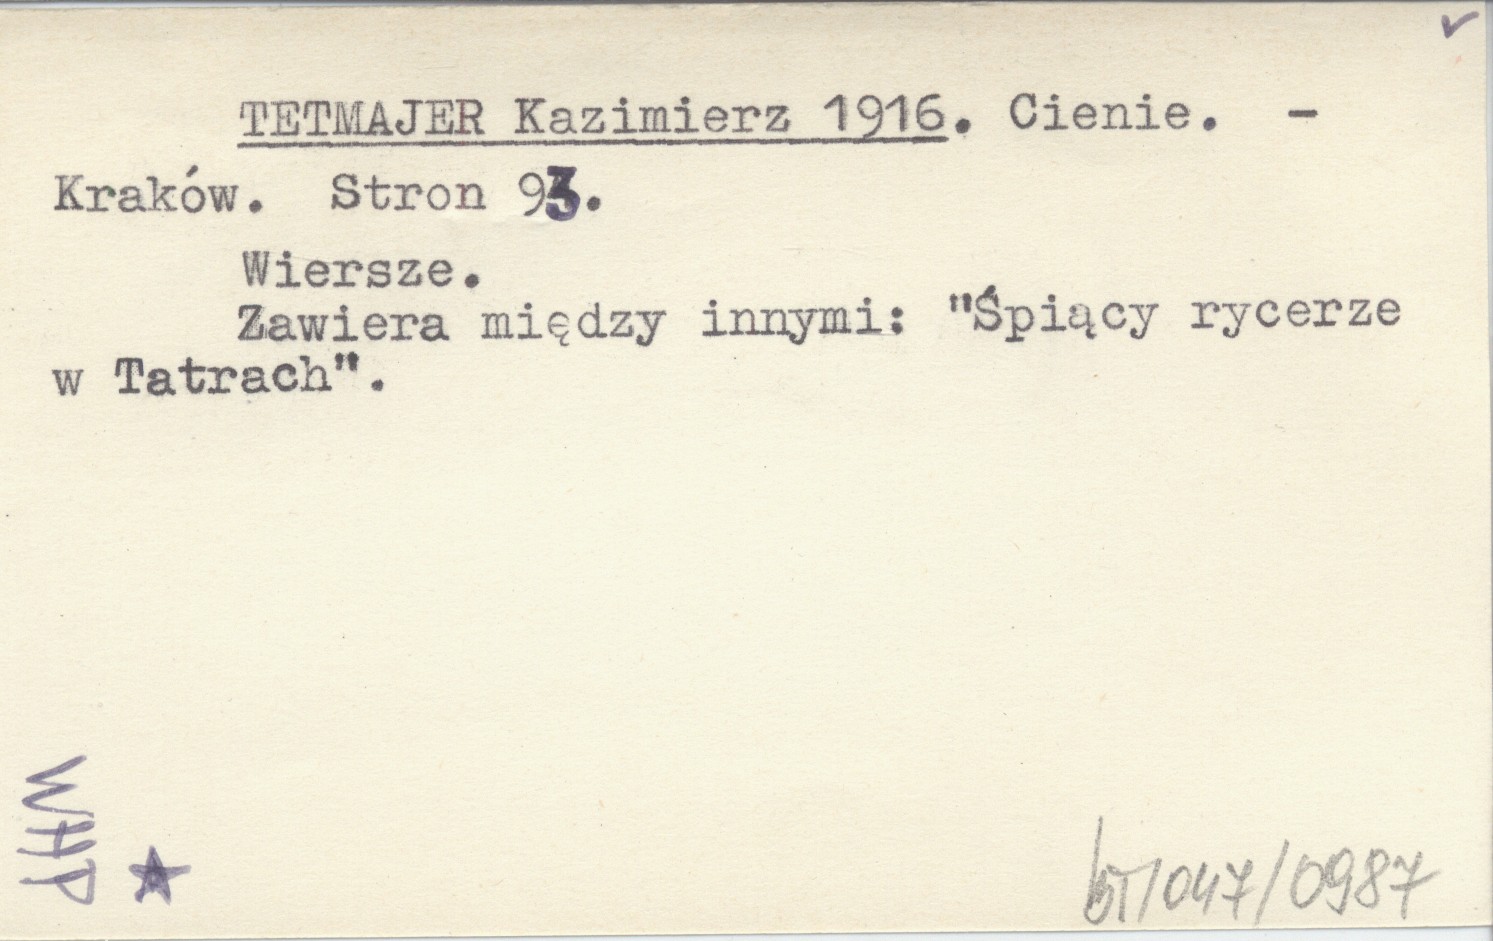 TETMAJER Kazimierz 1916. Cienie. -
Kraków. Stron 93.
Wiersze.
Zawiera między innymi: "Śpiący rycerze
w Tatrach".
WHP
bT/047/0987